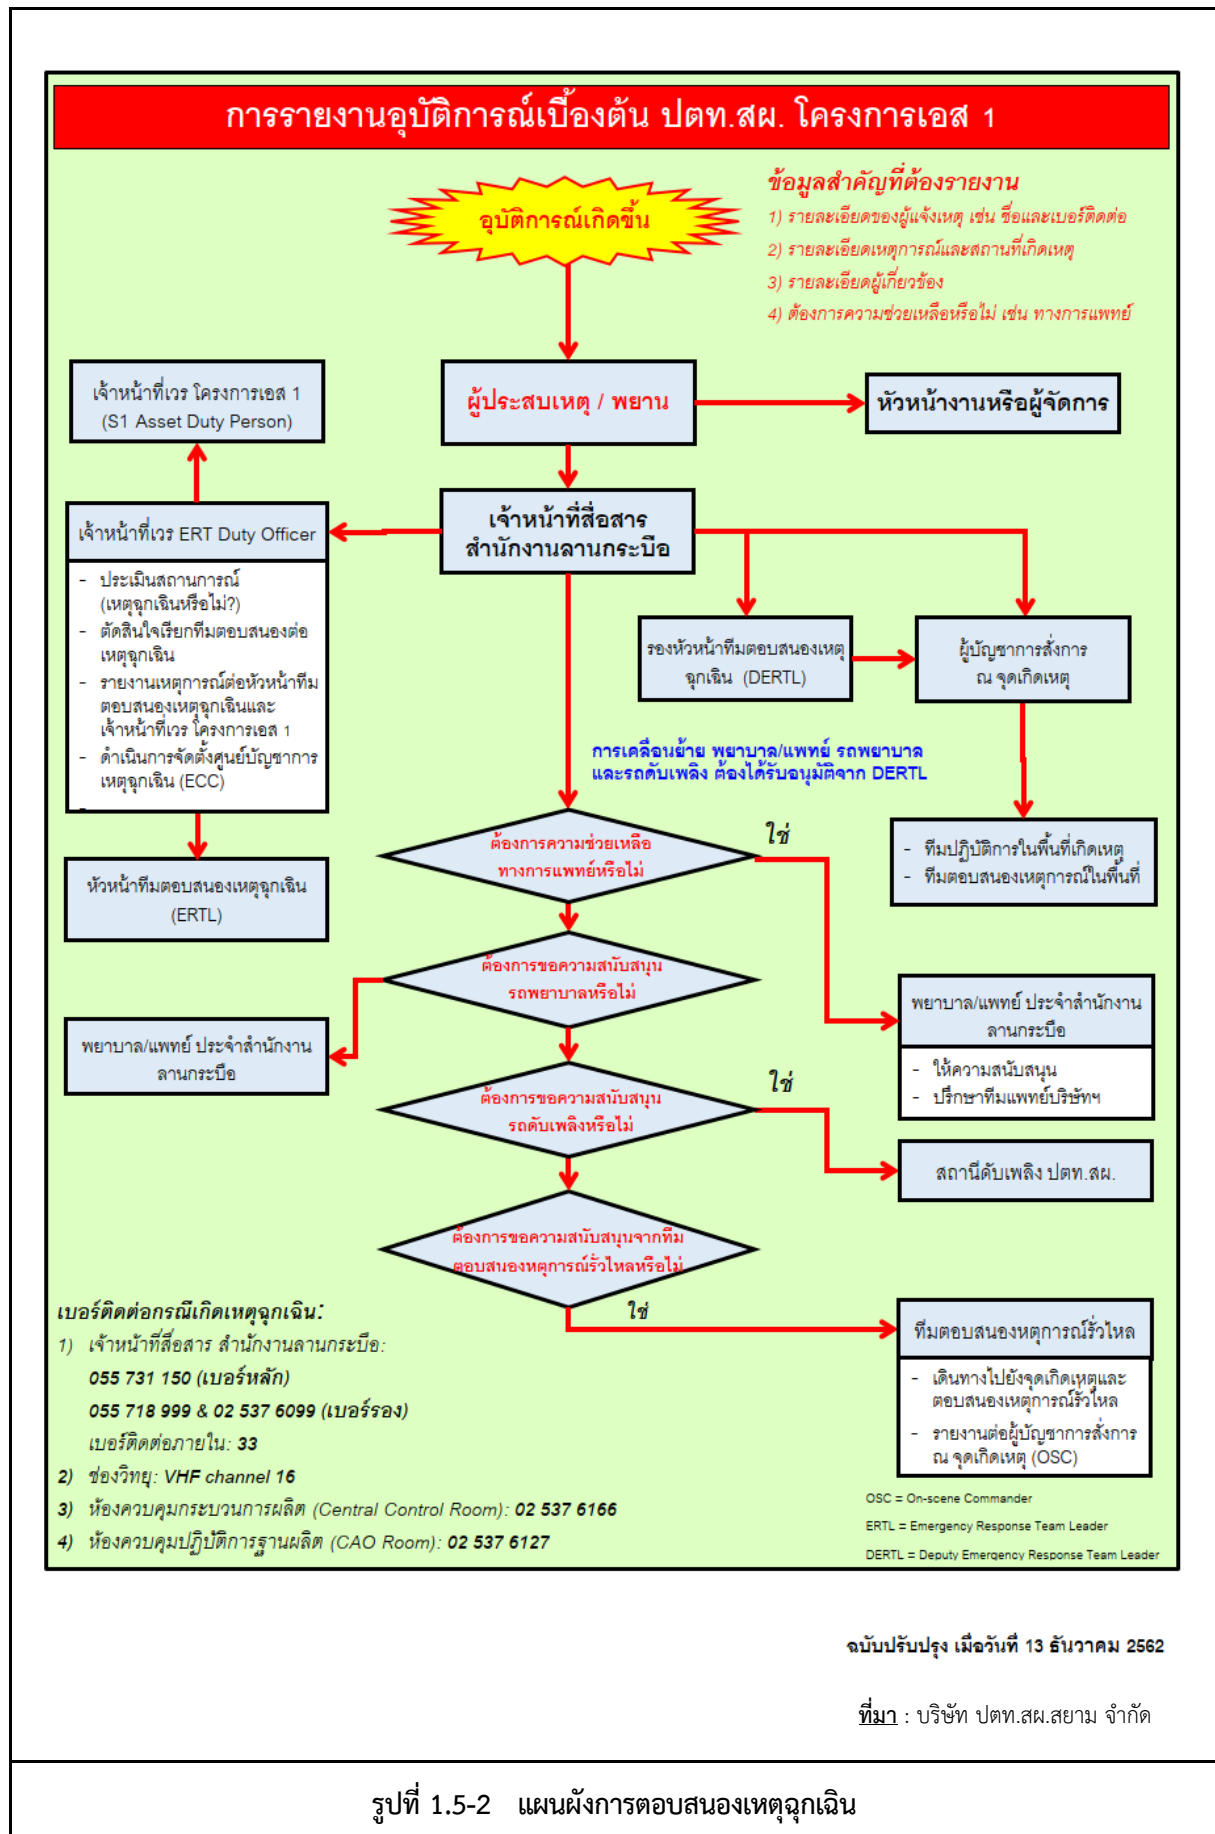 การรายงานอุบัติการณ์เบื้องต้น ปตท.สผ. โครงการเอส 1
อุบัติการณ์เกิดขึ้น
ข้อมูลสำคัญที่ต้องรายงาน
1) รายละเอียดของผู้แจ้งเหตุ เช่น ชื่อและเบอร์ติดต่อ
2) รายละเอียดเหตุการณ์และสถานที่เกิดเหตุ
3) รายละเอียดผู้เกี่ยวข้อง
4) ต้องการความช่วยเหลือหรือไม่ เช่น ทางการแพทย์
เจ้าหน้าที่เวร โครงการเอส 1
(S1 Asset Duty Person)
ผู้ประสบเหตุ / พยาน
หัวหน้างานหรือผู้จัดการ
เจ้าหน้าที่เวร ERT Duty Officer
เจ้าหน้าที่สื่อสาร
สำนักงานลานกระบือ
- ประเมินสถานการณ์
(เหตุฉุกเฉินหรือไม่?)
- ตัดสินใจเรียกทีมตอบสนองต่อ
เหตุฉุกเฉิน
- รายงานเหตุการณ์ต่อหัวหน้าทีม
ตอบสนองเหตุฉุกเฉินและ
เจ้าหน้าที่เวร โครงการเอส 1
- ดำเนินการจัดตั้งศูนย์บัญชาการ
เหตุฉุกเฉิน (ECC)
-
รองหัวหน้าทีมตอบสนองเหตุ
ฉุกเฉิน (DERTL)
ผู้บัญชาการสั่งการ
ณ จุดเกิดเหตุ
การเคลื่อนย้าย พยาบาล/แพทย์ รถพยาบาล
และรถดับเพลิง ต้องได้รับอนุมัติจาก DERTL
ต้องการความช่วยเหลือ
ทางการแพทย์หรือไม่
ใช่
- ทีมปฏิบัติการในพื้นที่เกิดเหตุ
- ทีมตอบสนองเหตุการณ์ในพื้นที่
หัวหน้าทีมตอบสนองเหตุฉุกเฉิน
(ERTL)
ต้องการขอความสนับสนุน
รถพยาบาลหรือไม่
พยาบาล/แพทย์ ประจำสำนักงาน
ลานกระบือ
- ให้ความสนับสนุน
- ปรึกษาทีมแพทย์บริษัทฯ
พยาบาล/แพทย์ ประจำสำนักงาน
ลานกระบือ
ต้องการขอความสนับสนุน
รถดับเพลิงหรือไม่
ใช่
สถานีดับเพลิง ปตท.สผ.
ต้องการขอความสนับสนุนจากทีม
ตอบสนองหตุการณ์รั่วไหลหรือไม่
ใช่
ทีมตอบสนองหตุการณ์รั่วไหล
- เดินทางไปยังจุดเกิดเหตุและ
ตอบสนองเหตุการณ์รั่วไหล
- รายงานต่อผู้บัญชาการสั่งการ
ณ จุดเกิดเหตุ (OSC)
เบอร์ติดต่อกรณีเกิดเหตุฉุกเฉิน:
1) เจ้าหน้าที่สื่อสาร สำนักงานลานกระบือ:
055 731 150 (เบอร์หลัก)
055 718 999 & 02 537 6099 (เบอร์รอง)
เบอร์ติดต่อภายใน: 33
2) ช่องวิทยุ: VHF channel 16
3) ห้องควบคุมกระบวนการผลิต (Central Control Room): 02 537 6166
4) ห้องควบคุมปฏิบัติการฐานผลิต (CAO Room): 02 537 6127
OSC = On-scene Commander
ERTL = Emergency Response Team Leader
DERTL = Deputy Emergency Response Team Leader
ฉบับปรับปรุง เมื่อวันที่ 13 ธันวาคม 2562
ที่มา : บริษัท ปตท.สผ.สยาม จำกัด
รูปที่ 1.5-2 แผนผังการตอบสนองเหตุฉุกเฉิน